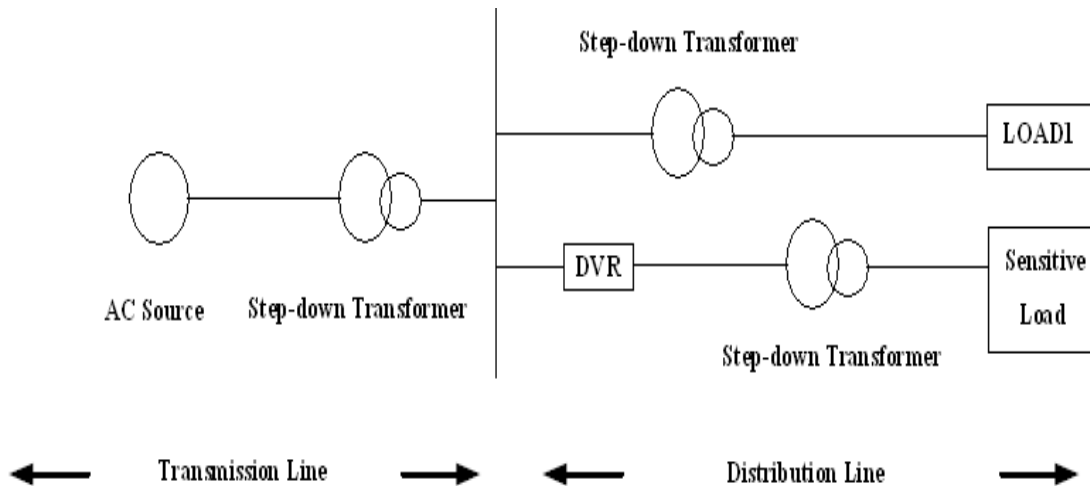 Step-down Transformer
LOAD1
DVR
Sensitive
Load
AC Source
Step-down Transformer
Step-down Transformer
Transmission Line
Distribution Line